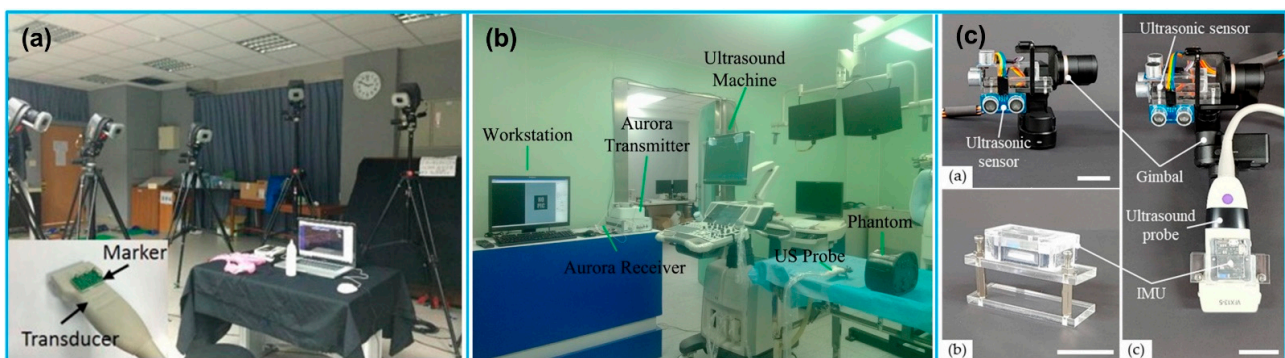 (a)
Marker
Transducer
(b)
Ultrasound
Machine
Workstation
Aurora
Transmitter
Phantom
US Probe
Aurora Receiver
(c)
Ultrasonic sensor
Ultrasonic
sensor
(a)
Gimbal
Ultrasound
probe
IMU
(b)
(c)